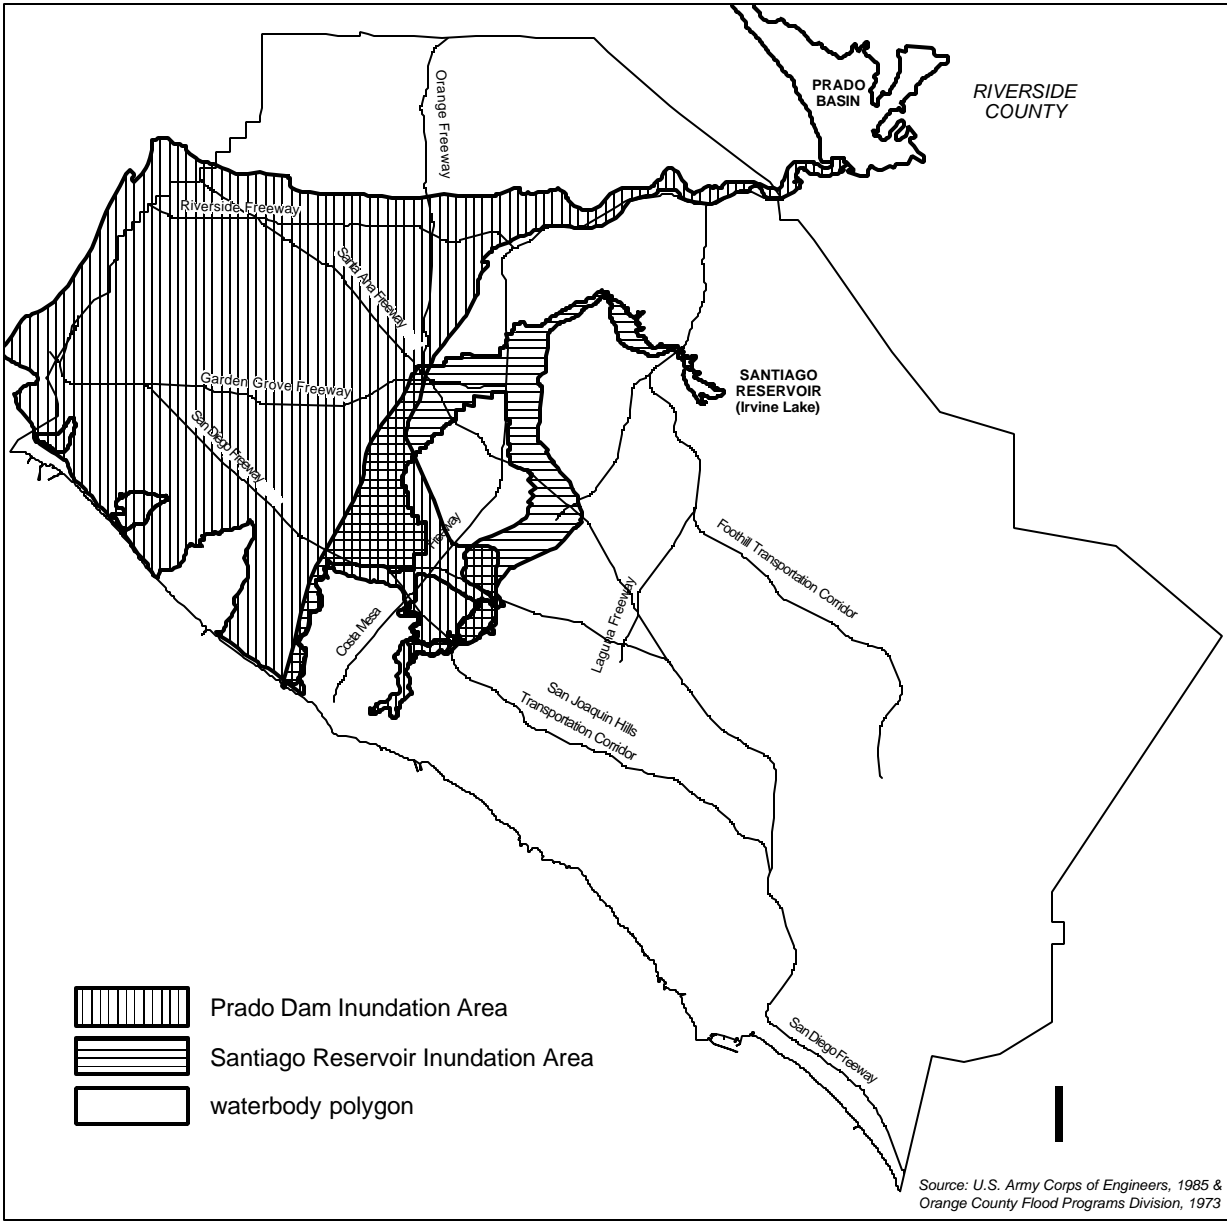 PRADO
BASIN
RIVERSIDE
COUNTY
Orange Freeway
Riverside Freeway
Santa Ana Freeway
Garden Grove Freeway
San Diego Freeway
SANTIAGO
RESERVOIR
(Irvine Lake)
Freeway
Costa Mesa
Foothill Transportation Corridor
Laguna Freeway
San Joaquin Hills
Transportation Corridor
Prado Dam Inundation Area
Santiago Reservoir Inundation Area
waterbody polygon
San Diego Freeway
Source: U.S. Army Corps of Engineers, 1985 &
Orange County Flood Programs Division, 1973